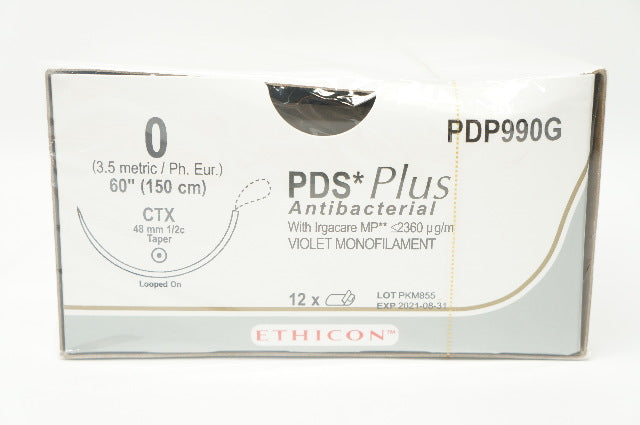 0
(3.5 metric / Ph. Eur.)
60" (150 cm)
CTX
48 mm 1/2c
Taper
Looped On
PDP990G
PDS* Plus
Antibacterial
With Irgacare MP** ≤2360 µg/m
VIOLET MONOFILAMENT
12 x
LOT PKM855
EXP 2021-08-31
ETHICON™